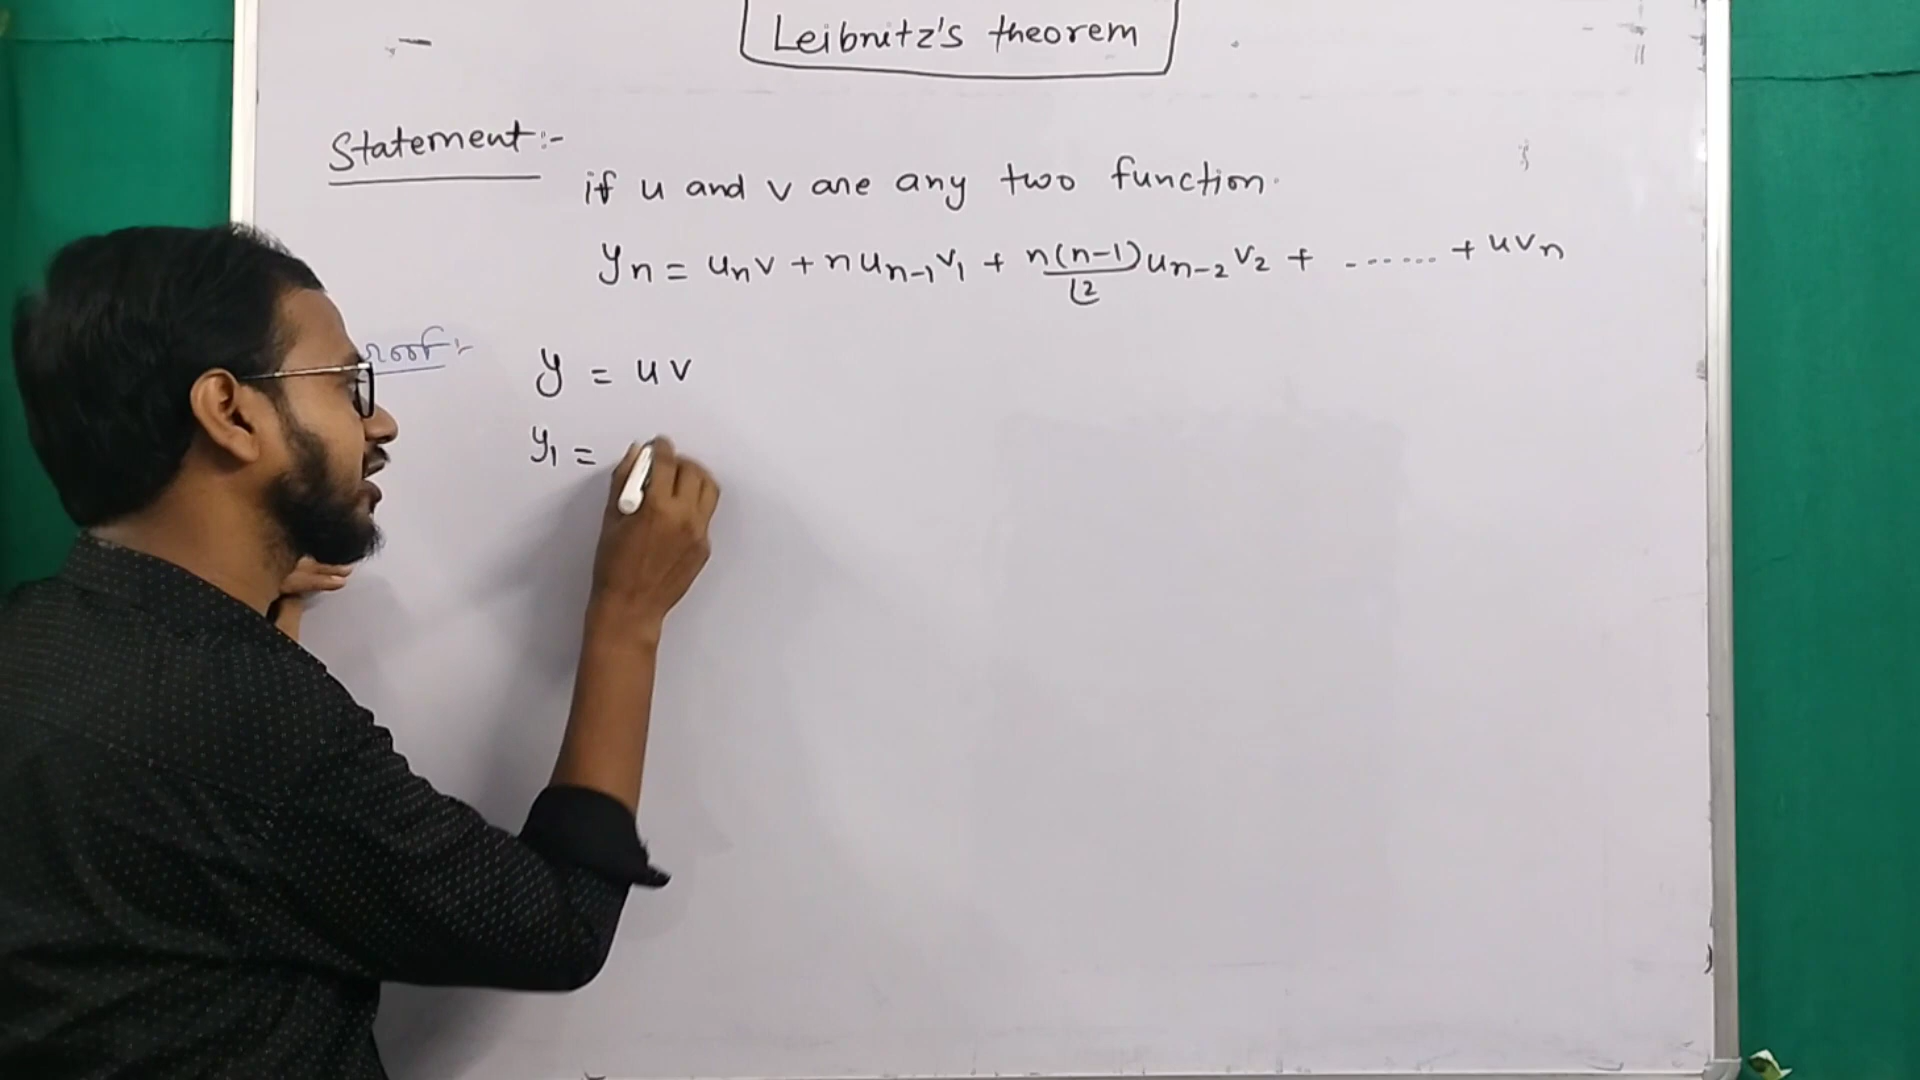 Leibnitz's theorem
Statement:-
if u and v are any two function.
yn = unv + nun-1v1 + n(n-1)/⌊2 un-2v2 + ....... + uvn
y = uv
y1 =